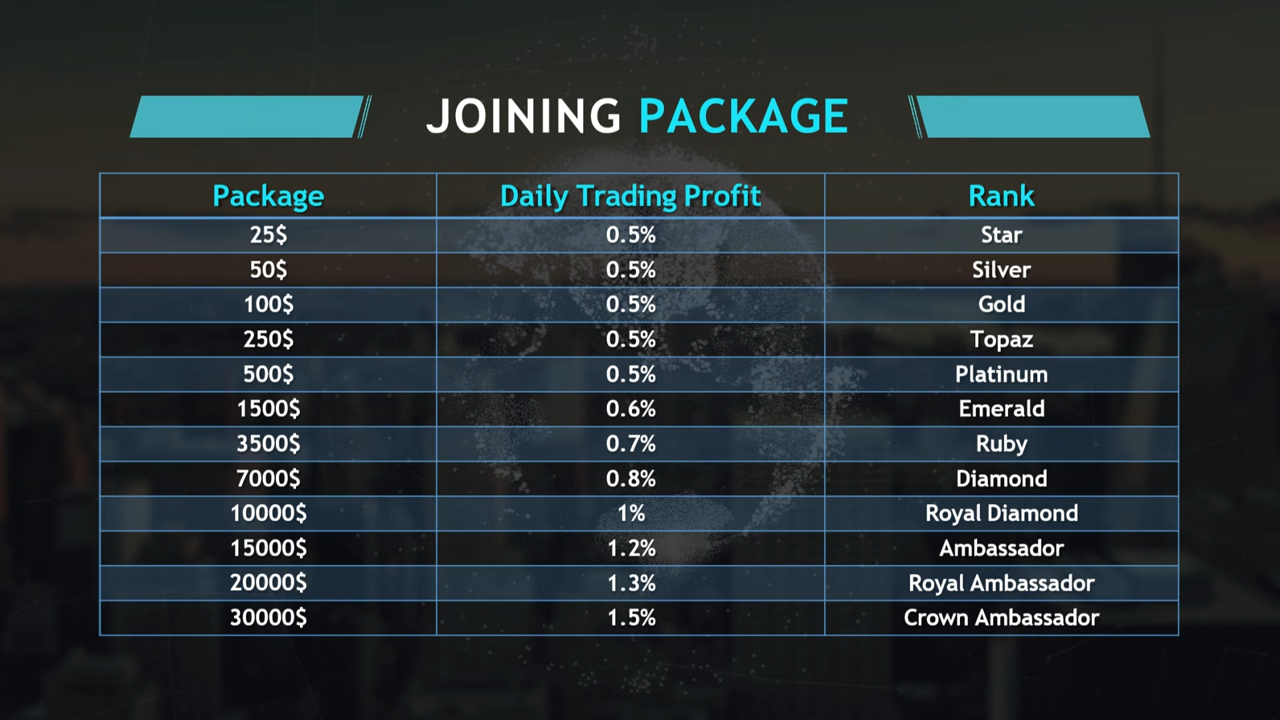 JOINING PACKAGE
Package Daily Trading Profit Rank
25$ 0.5% Star
50$ 0.5% Silver
100$ 0.5% Gold
250$ 0.5% Topaz
500$ 0.5% Platinum
1500$ 0.6% Emerald
3500$ 0.7% Ruby
7000$ 0.8% Diamond
10000$ 1% Royal Diamond
15000$ 1.2% Ambassador
20000$ 1.3% Royal Ambassador
30000$ 1.5% Crown Ambassador